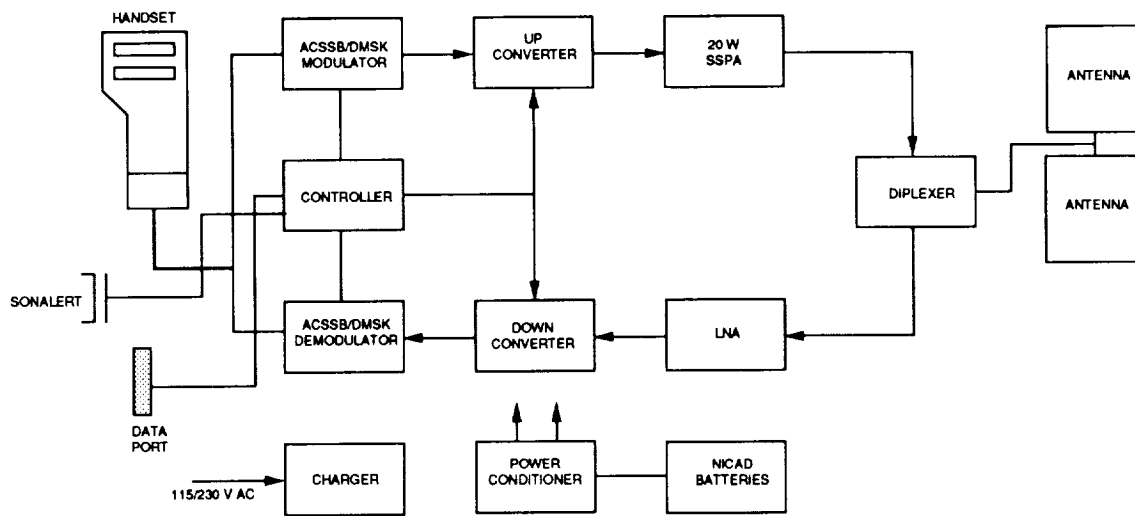 HANDSET
ACSSB/DMSK
MODULATOR
UP
CONVERTER
20 W
SSPA
ANTENNA
CONTROLLER
DIPLEXER
ANTENNA
SONALERT
ACSSB/DMSK
DEMODULATOR
DOWN
CONVERTER
LNA
DATA
PORT
115/230 V AC
CHARGER
POWER
CONDITIONER
NICAD
BATTERIES